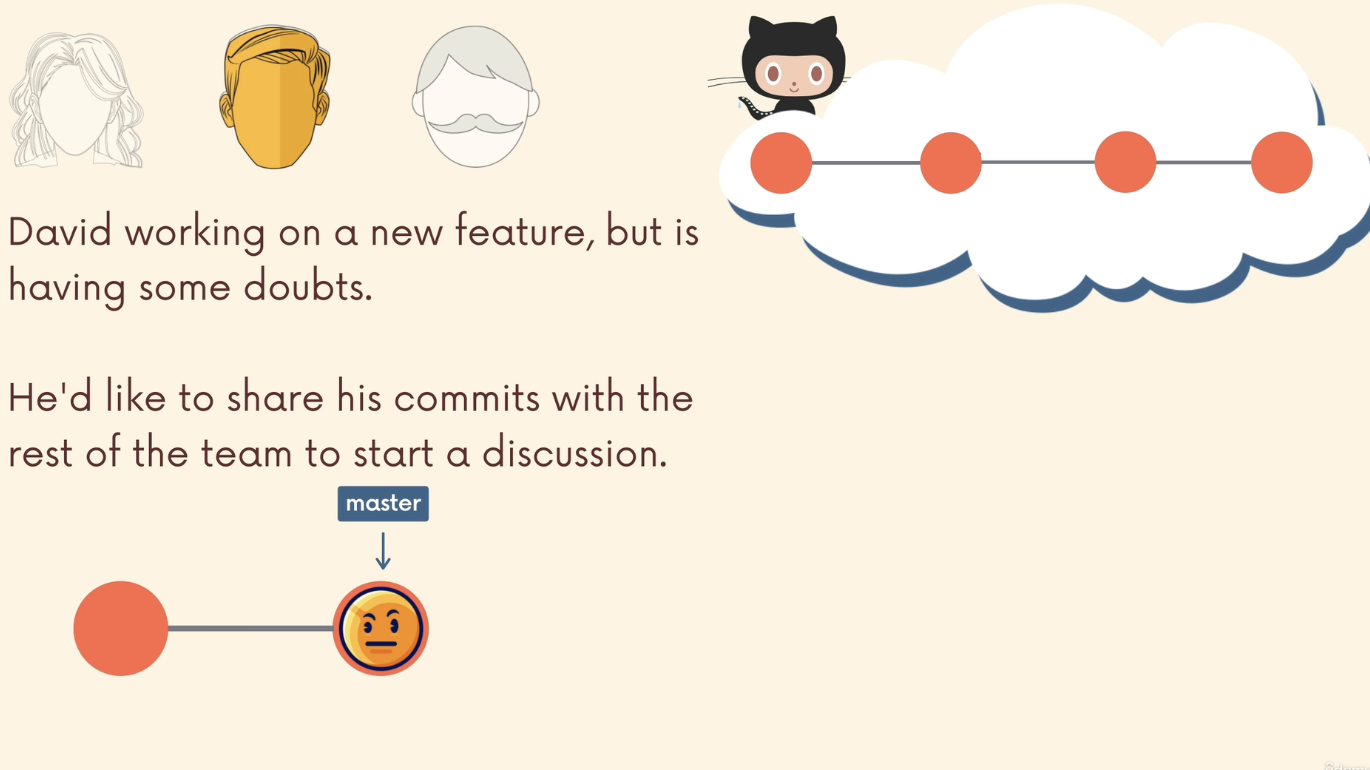 David working on a new feature, but is
having some doubts.
He'd like to share his commits with the
rest of the team to start a discussion.
master